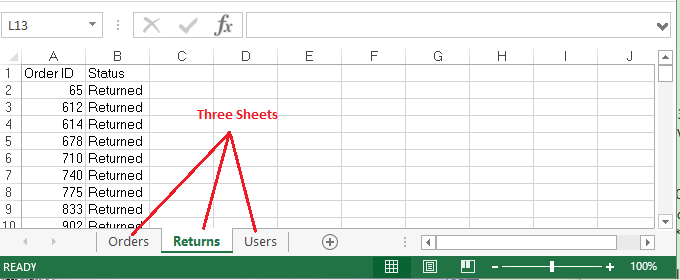 L13
fx
A B C D E F G H I J
1 Order ID Status
2 65 Returned
3 612 Returned
4 614 Returned
5 678 Returned
6 710 Returned
7 740 Returned
8 775 Returned
9 833 Returned
10 902 Returned
Three Sheets
Orders Returns Users
READY 100%